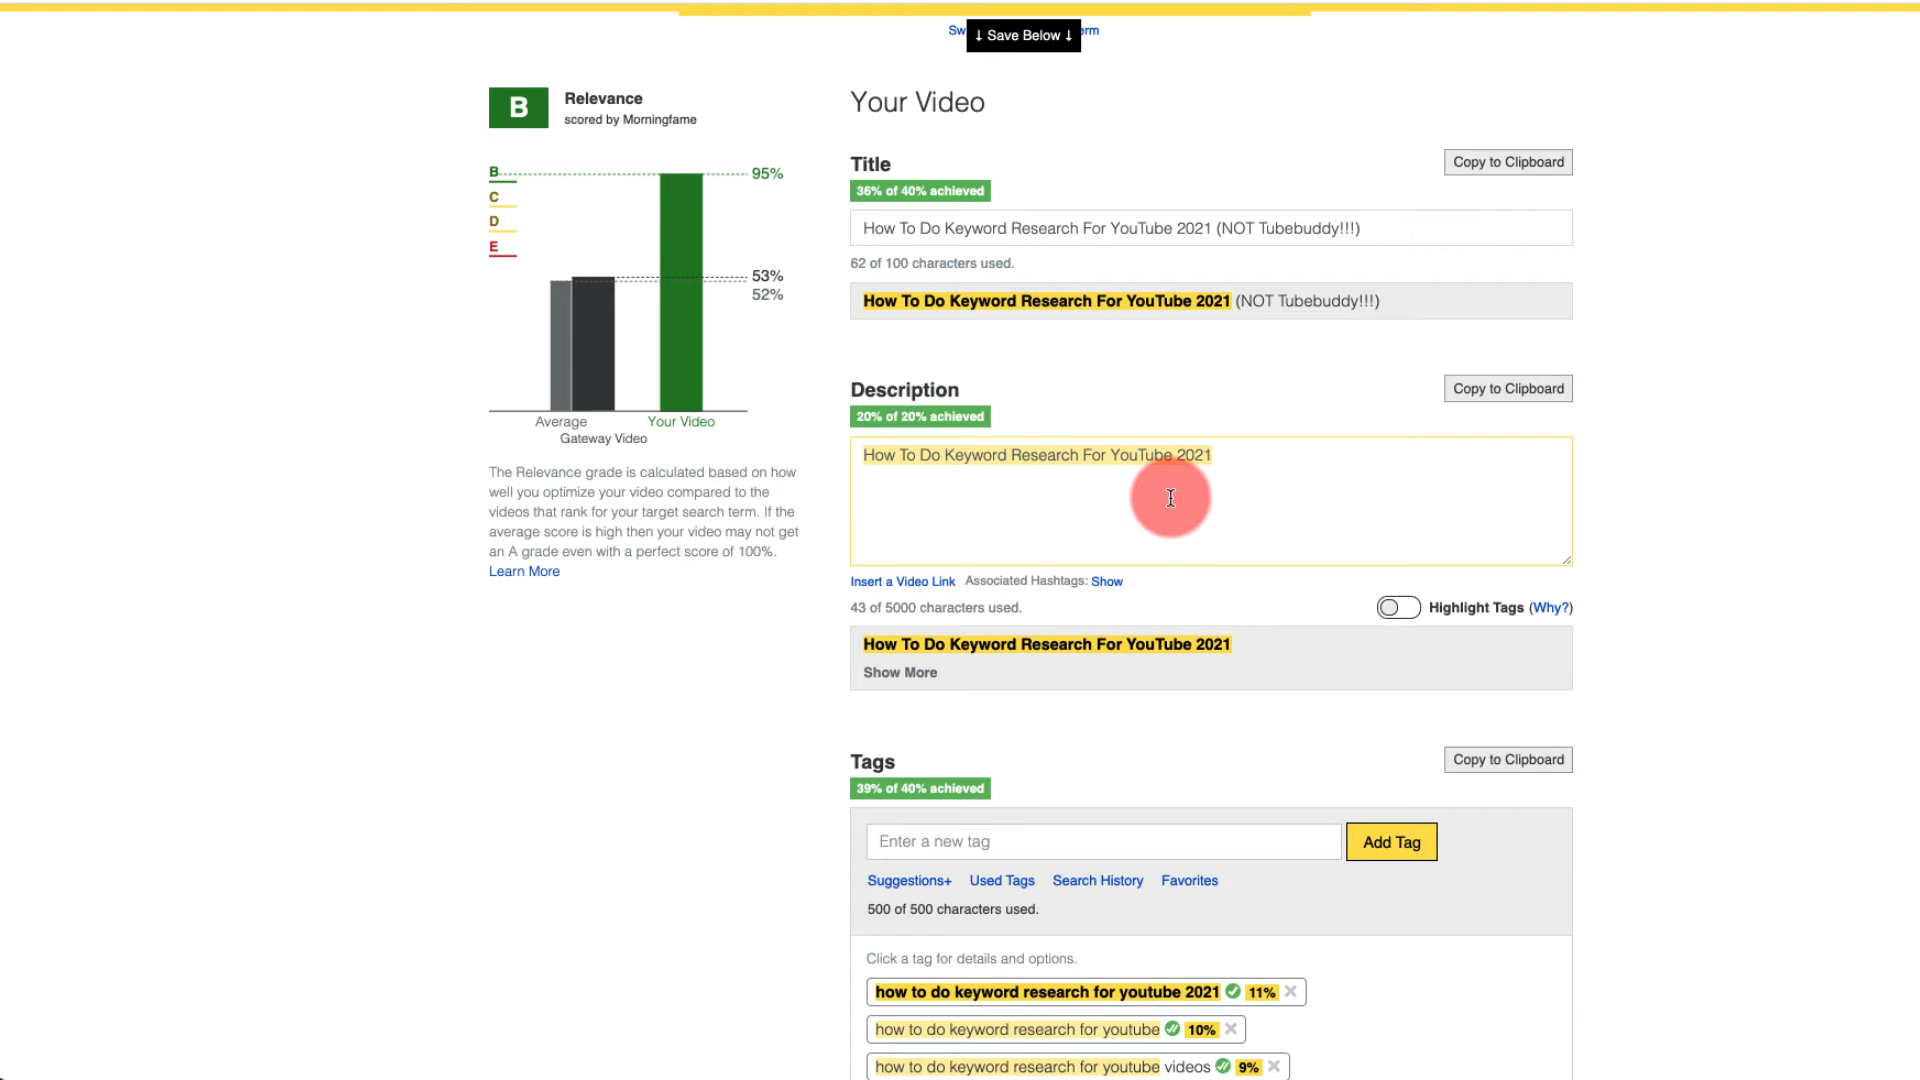 Sw
↓ Save Below ↓
erm
B
Relevance
scored by Morningfame
B
95%
C
D
E
53%
52%
Average
Your Video
Gateway Video
The Relevance grade is calculated based on how
well you optimize your video compared to the
videos that rank for your target search term. If the
average score is high then your video may not get
an A grade even with a perfect score of 100%.
Learn More
Your Video
Title
Copy to Clipboard
36% of 40% achieved
How To Do Keyword Research For YouTube 2021 (NOT Tubebuddy!!!)
62 of 100 characters used.
How To Do Keyword Research For YouTube 2021 (NOT Tubebuddy!!!)
Description
Copy to Clipboard
20% of 20% achieved
How To Do Keyword Research For YouTube 2021
Insert a Video Link Associated Hashtags: Show
43 of 5000 characters used.
Highlight Tags (Why?)
How To Do Keyword Research For YouTube 2021
Show More
Tags
Copy to Clipboard
39% of 40% achieved
Enter a new tag
Add Tag
Suggestions+ Used Tags Search History Favorites
500 of 500 characters used.
Click a tag for details and options.
how to do keyword research for youtube 2021 11%
how to do keyword research for youtube 10%
how to do keyword research for youtube videos 9%